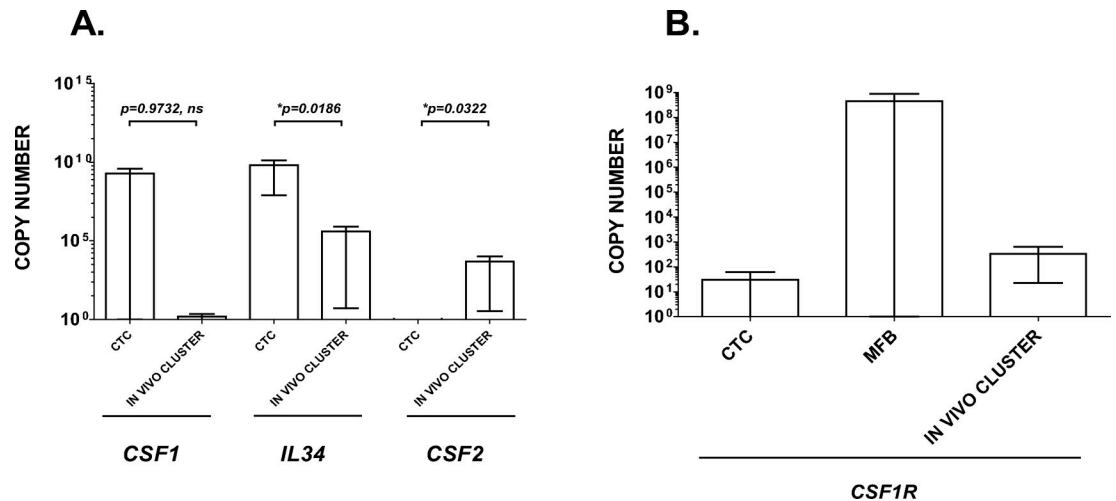 A.
COPY NUMBER
10^15
10^10
10^5
10^0
p=0.9732, ns
*p=0.0186
*p=0.0322
CTC
IN VIVO CLUSTER
CTC
IN VIVO CLUSTER
CTC
IN VIVO CLUSTER
CSF1
IL34
CSF2
B.
COPY NUMBER
10^9
10^8
10^7
10^6
10^5
10^4
10^3
10^2
10^1
10^0
CTC
MFB
IN VIVO CLUSTER
CSF1R